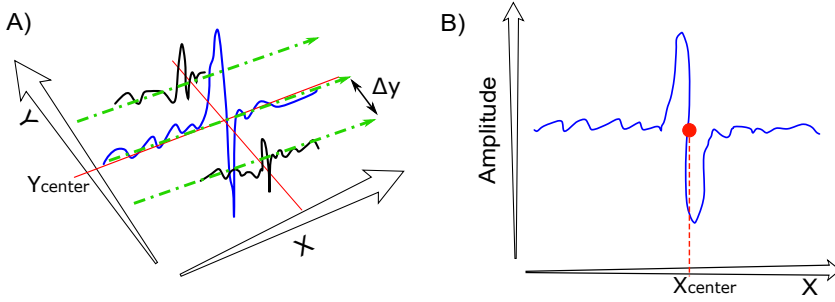 A)
Y
Ycenter
X
Δy
B)
Amplitude
Xcenter
X